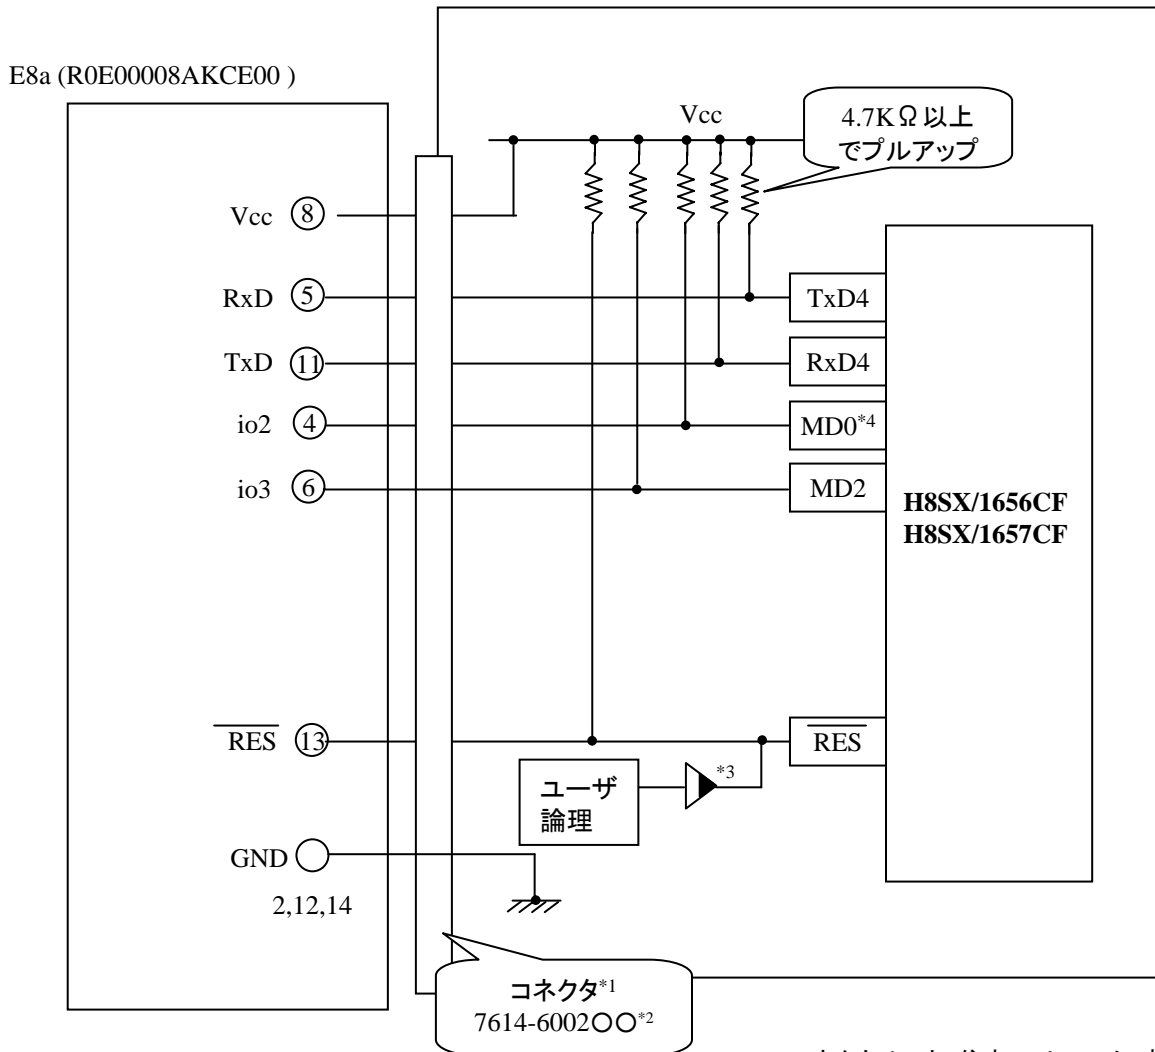 E8a (R0E00008AKCE00 )
Vcc
4.7KΩ以上
でプルアップ
Vcc 8
RxD 5
TxD4
TxD 11
RxD4
io2 4
MD0*4
io3 6
MD2
H8SX/1656CF
H8SX/1657CF
RES 13
RES
*3
ユーザ
論理
GND
2,12,14
コネクタ*1
7614-6002○○*2